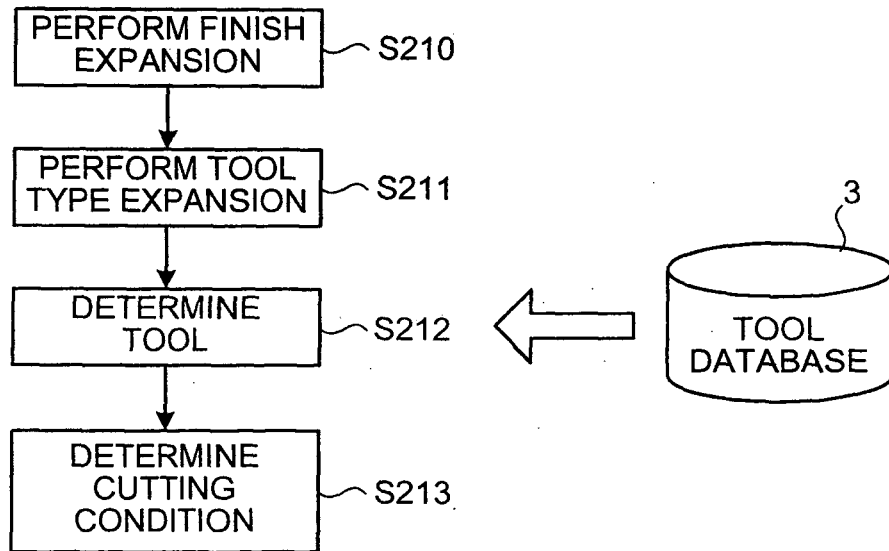 PERFORM FINISH
EXPANSION
S210
PERFORM TOOL
TYPE EXPANSION
S211
DETERMINE
TOOL
S212
DETERMINE
CUTTING
CONDITION
S213
3
TOOL
DATABASE